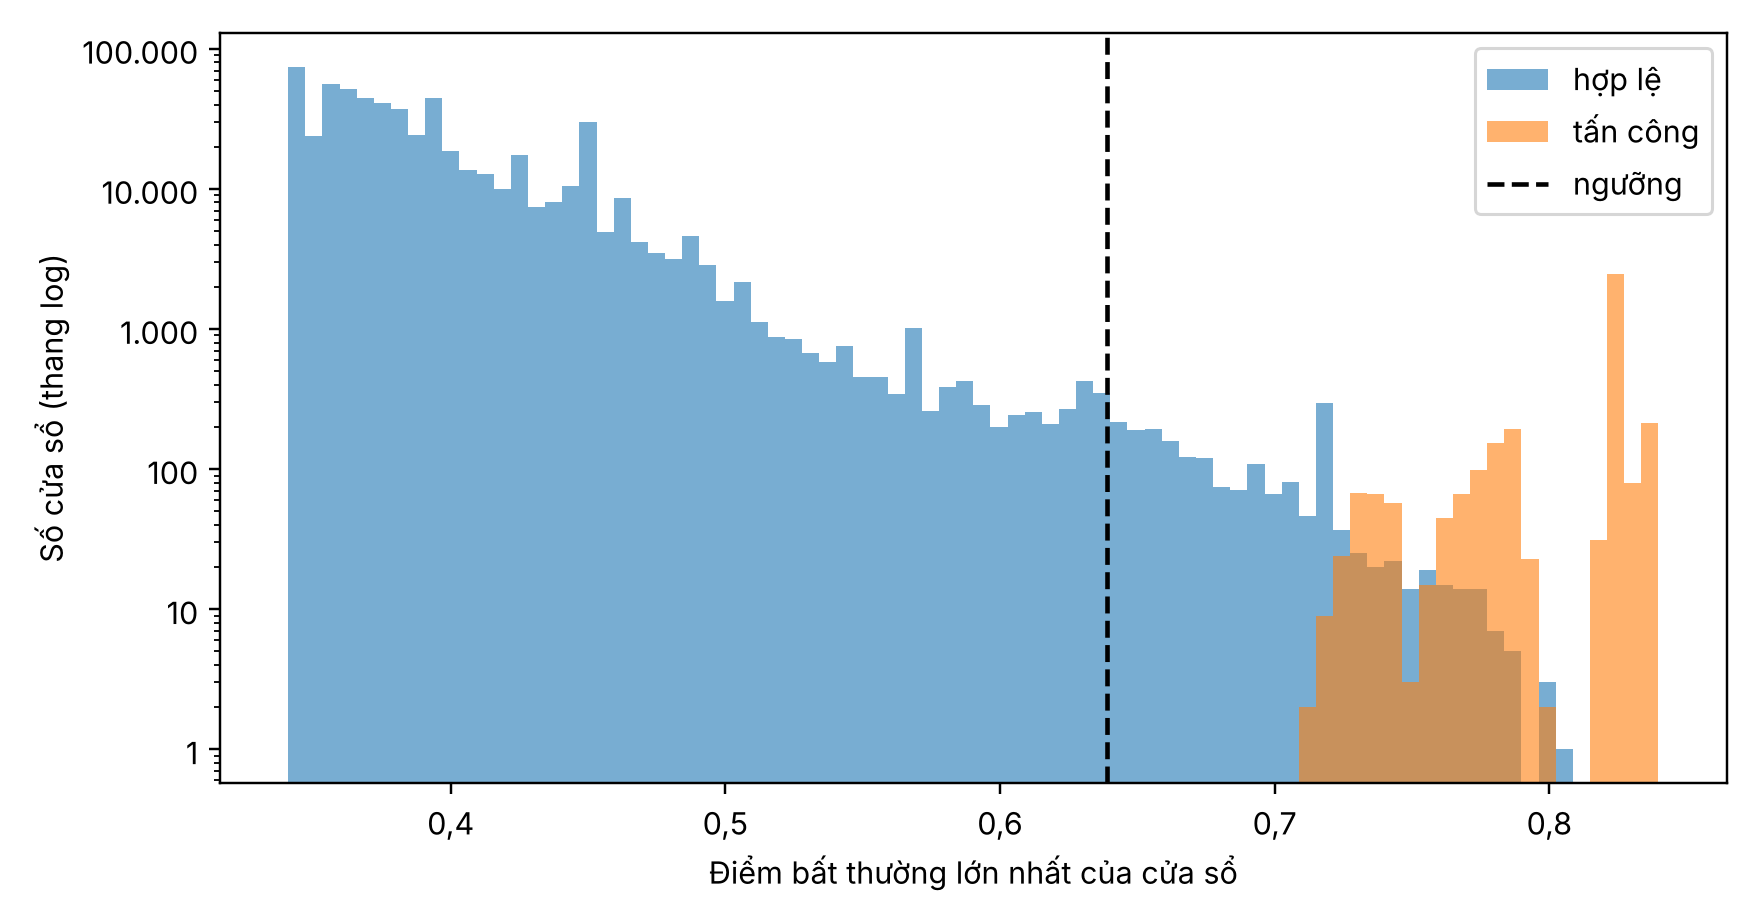 100.000
10.000
1.000
100
10
1
Số cửa sổ (thang log)
hợp lệ
tấn công
ngưỡng
0,4
0,5
0,6
0,7
0,8
Điểm bất thường lớn nhất của cửa sổ